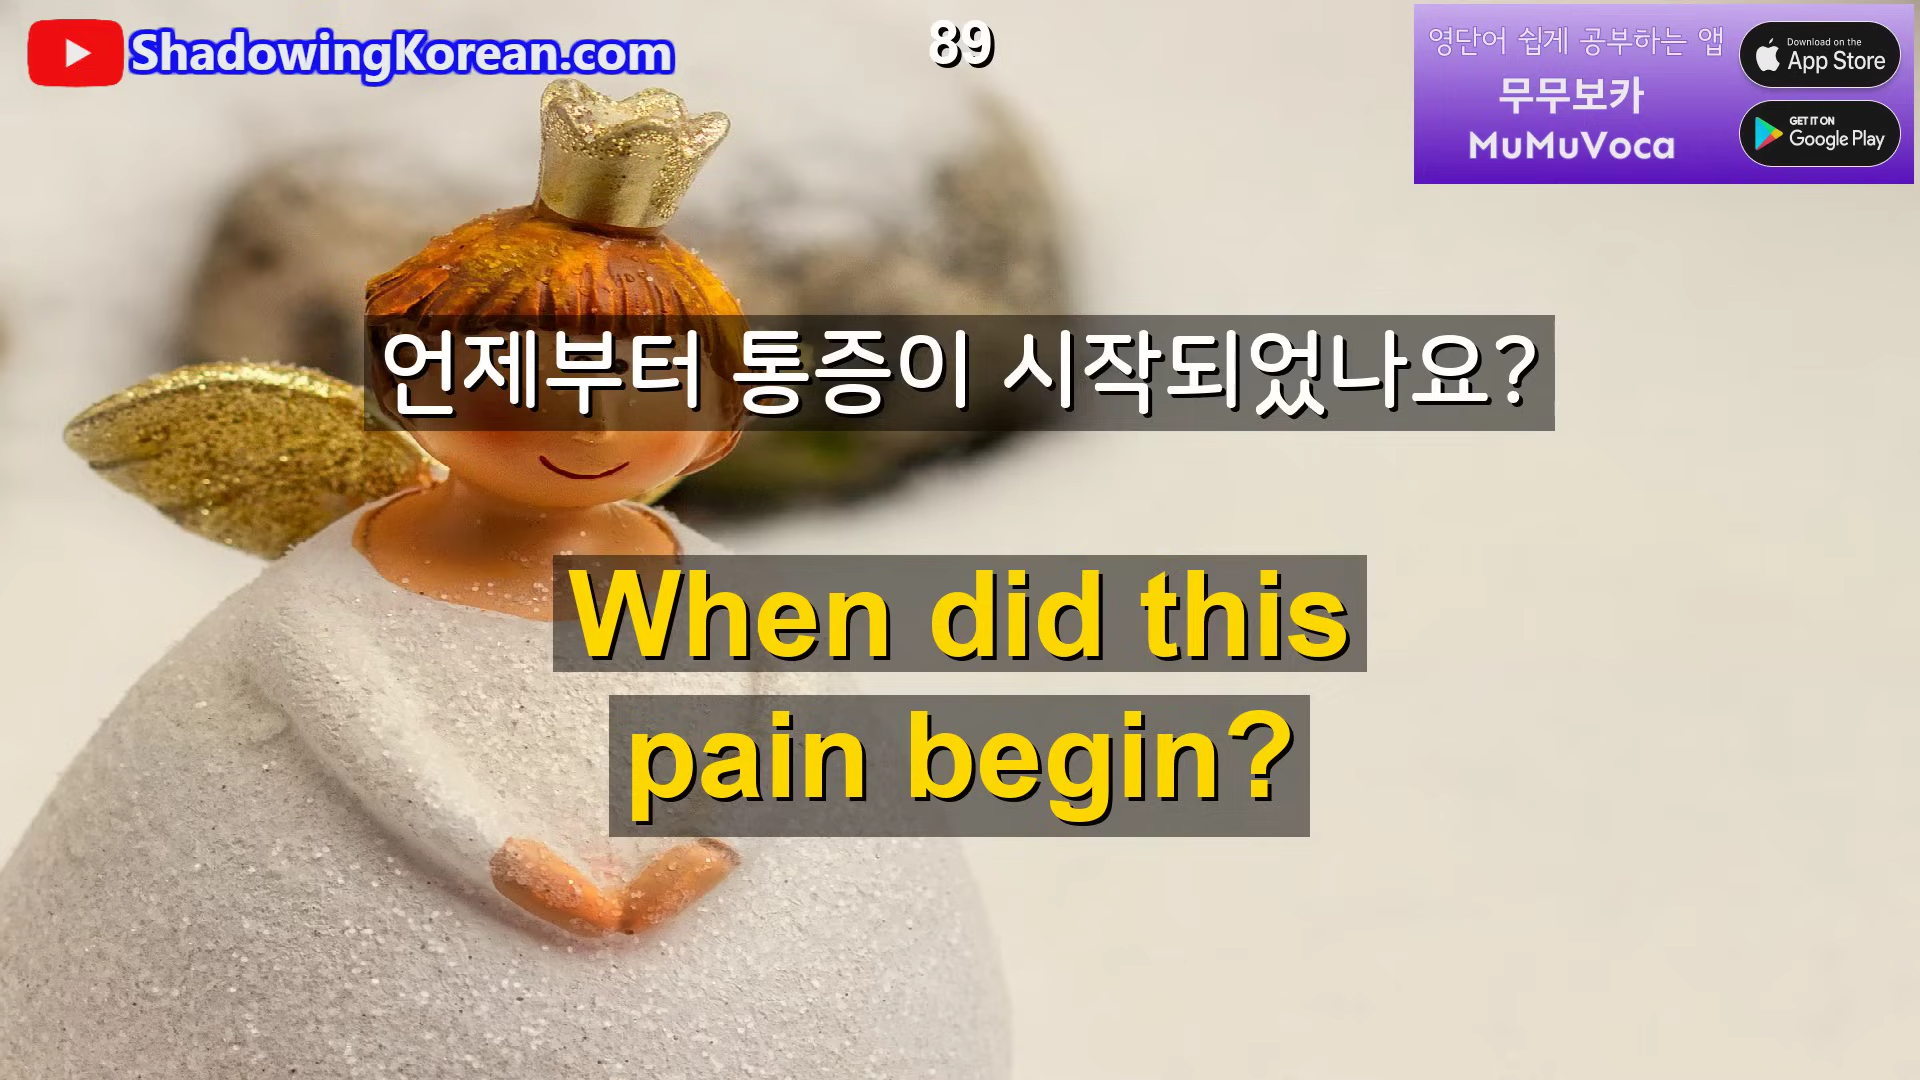 ShadowingKorean.com
89
영단어 쉽게 공부하는 앱
무무보카
MuMuVoca
Download on the
App Store
GET IT ON
Google Play
언제부터 통증이 시작되었나요?
When did this
pain begin?